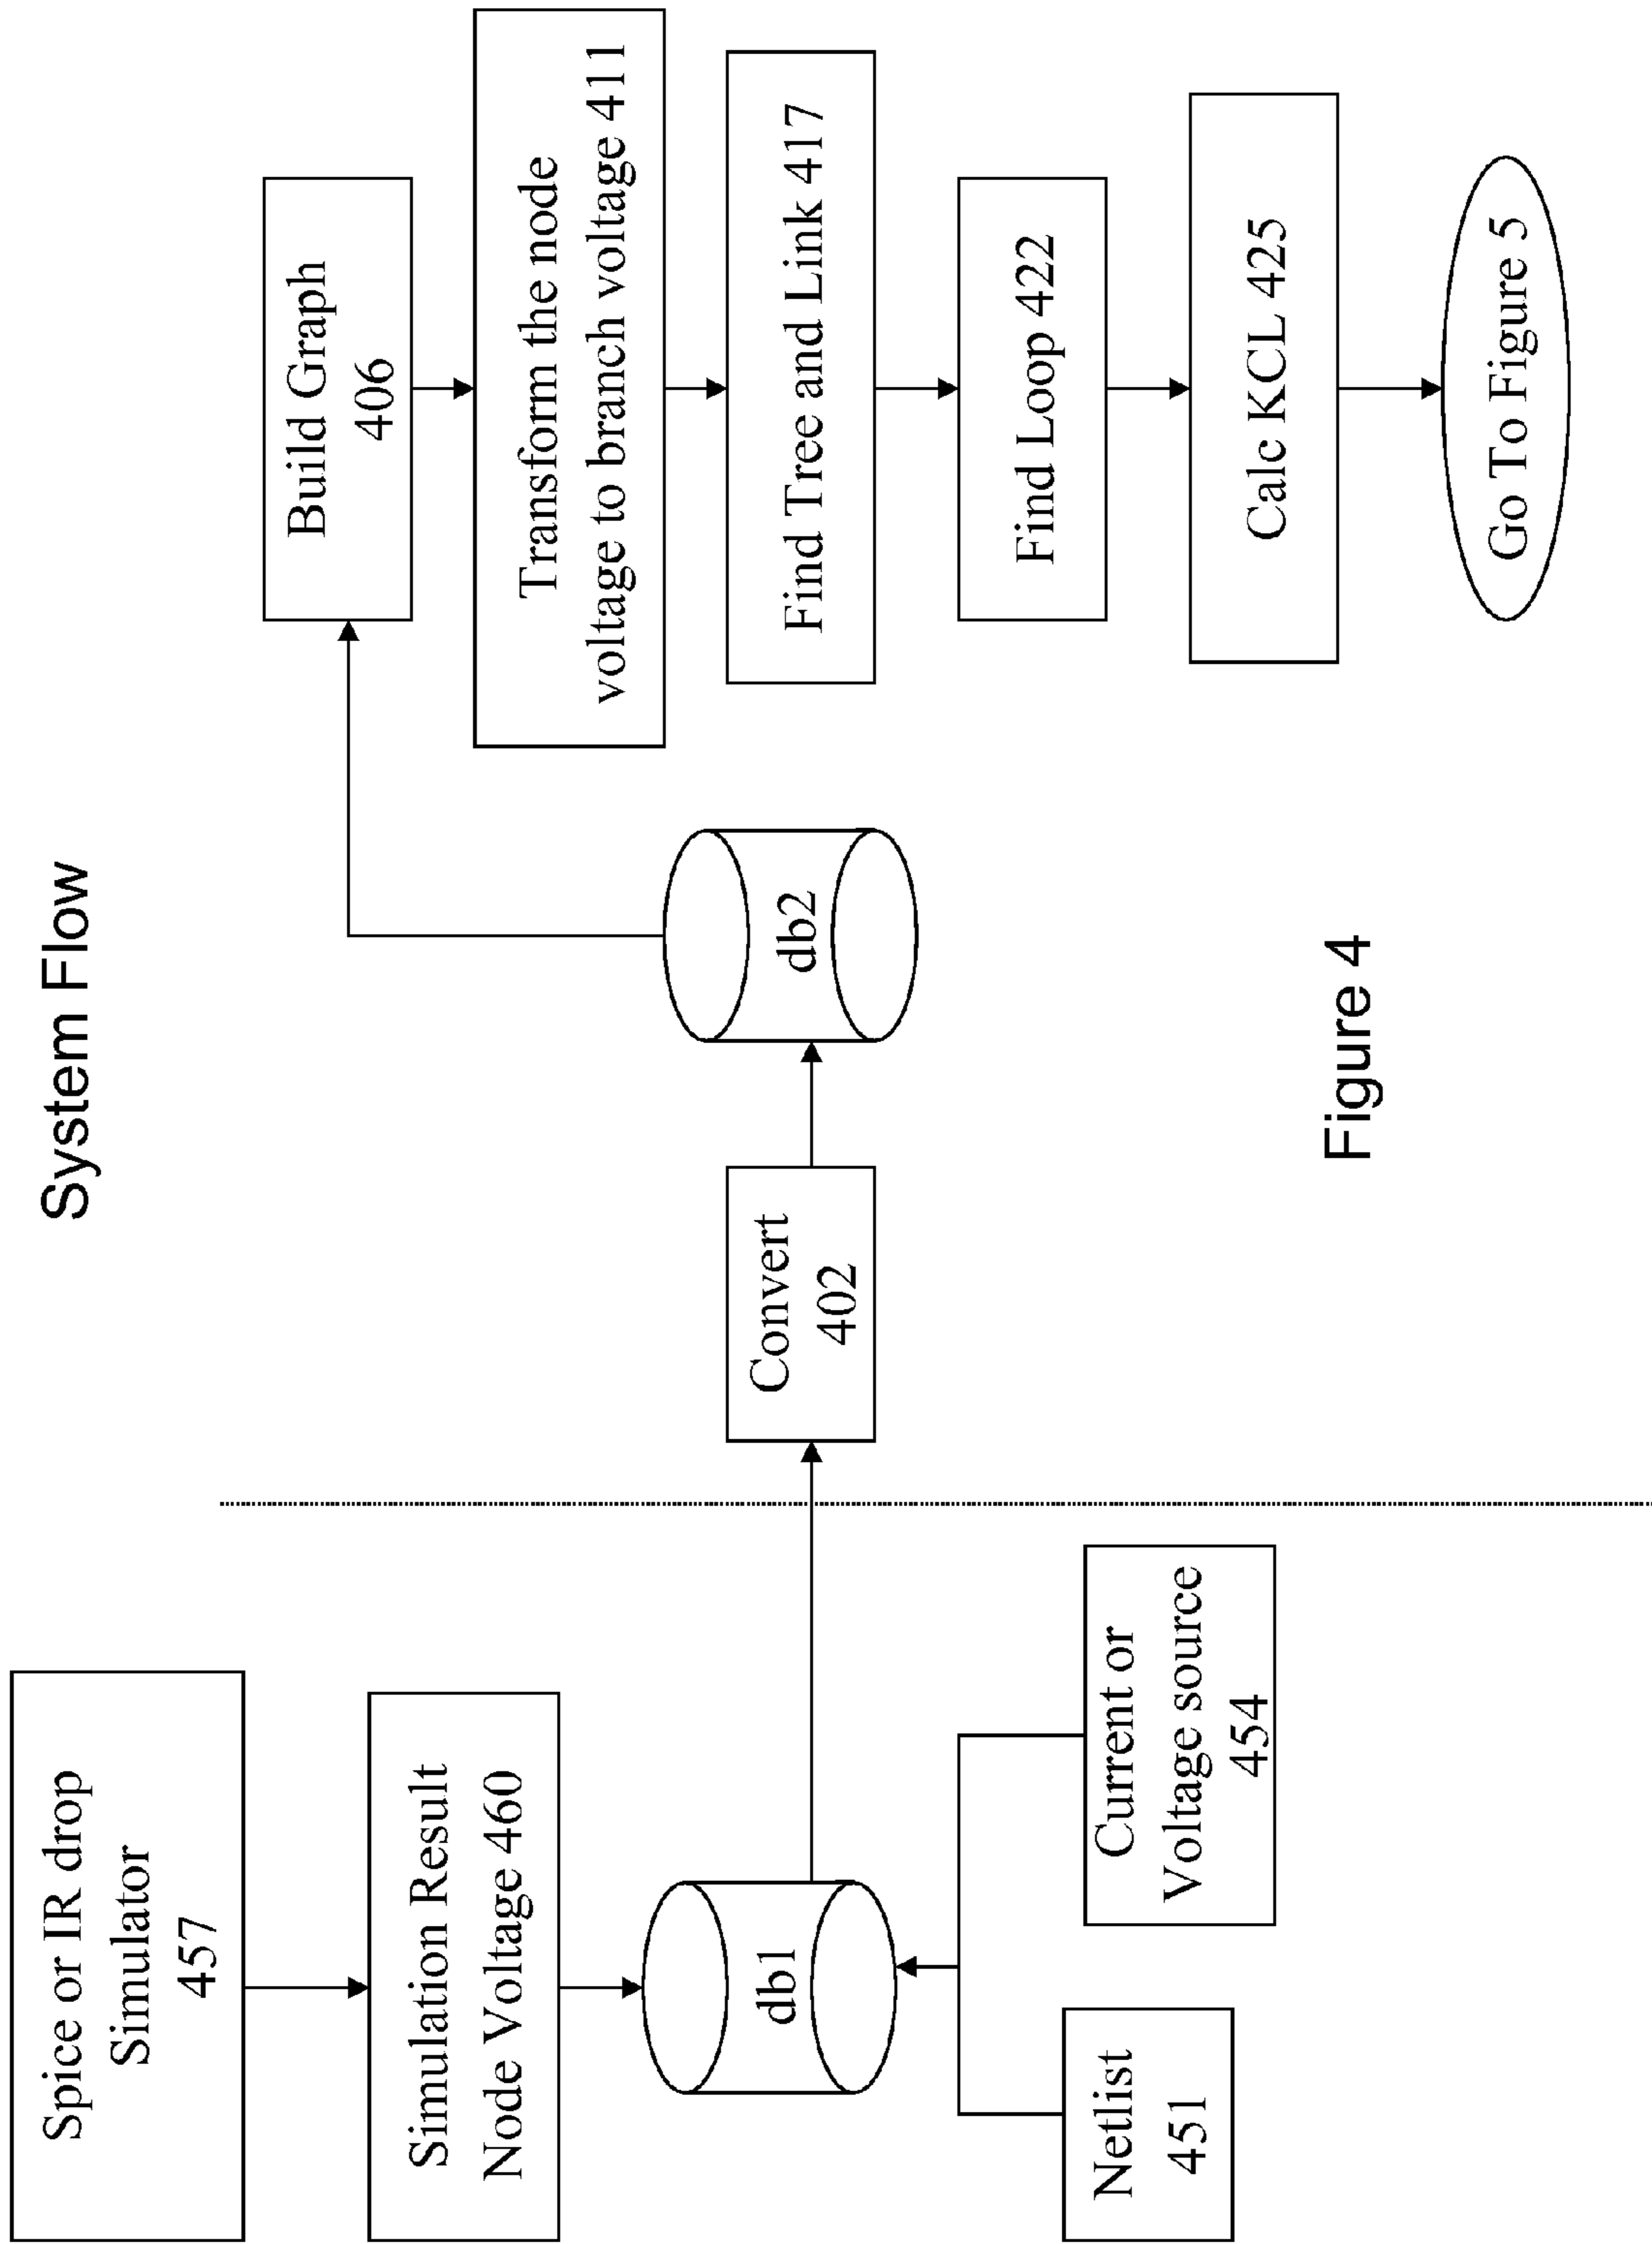 System Flow
Spice or IR drop
Simulator
457
Simulation Result
Node Voltage 460
db1
Netlist
451
Current or
Voltage source
454
Convert
402
db2
Build Graph
406
Transform the node
voltage to branch voltage 411
Find Tree and Link 417
Find Loop 422
Calc KCL 425
Go To Figure 5
Figure 4